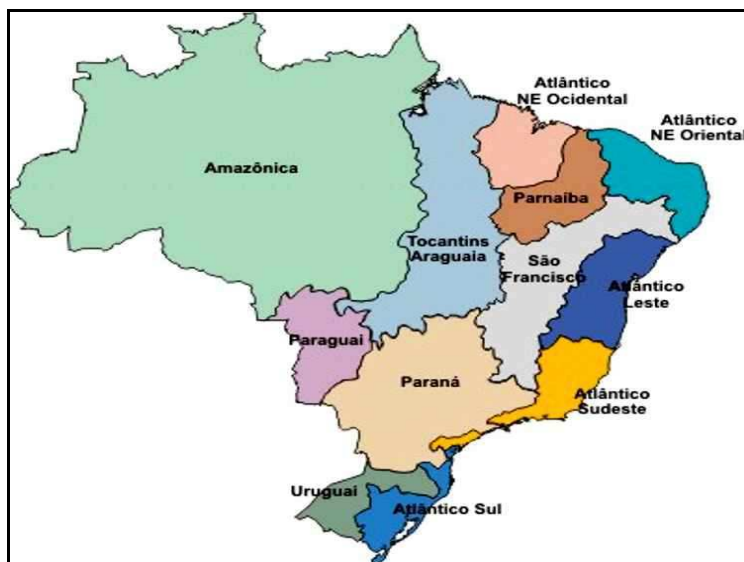 Atlântico
NE Ocidental
Atlântico
NE Oriental
Amazônica
Parnaíba
Tocantins
Araguaia
São
Francisco
Atlântico
Leste
Paraguai
Paraná
Atlântico
Sudeste
Uruguai
Atlântico Sul